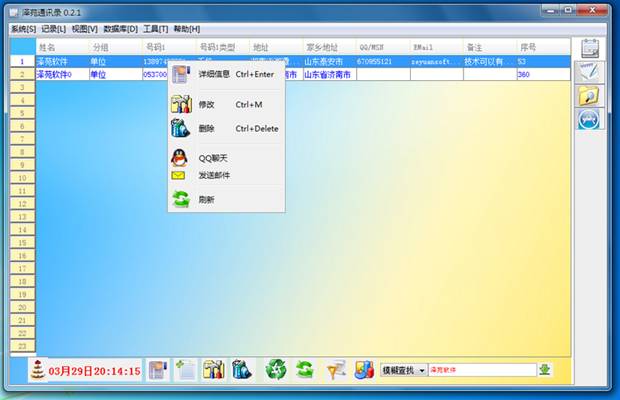 泽苑通讯录 0.2.1
系统[S] 记录[L] 视图[V] 数据库[D] 工具[T] 帮助[H]
姓名 分组 号码1 号码1类型 地址 家乡地址 QQ/MSN EMail 备注 序号
1 泽苑软件 单位 山东泰安市 670955121 zeyuansoft... 技术可以有... 53
2 泽苑软件0 单位 053700 南市 山东省济南市 360
3
4
5
6
7
8
9
10
11
12
13
14
15
16
17
18
19
20
21
22
23
详细信息 Ctrl+Enter
修改 Ctrl+M
删除 Ctrl+Delete
QQ聊天
发送邮件
刷新
03月29日20:14:15 模糊查找 泽苑软件